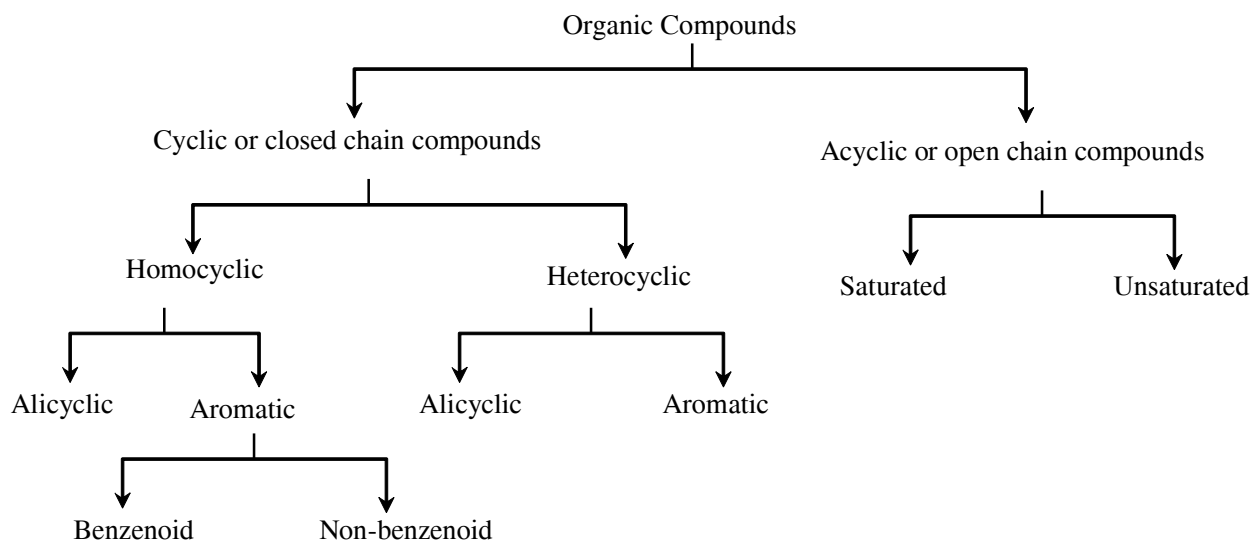 Organic Compounds
Cyclic or closed chain compounds
Acyclic or open chain compounds
Homocyclic
Heterocyclic
Saturated
Unsaturated
Alicyclic
Aromatic
Alicyclic
Aromatic
Benzenoid
Non-benzenoid